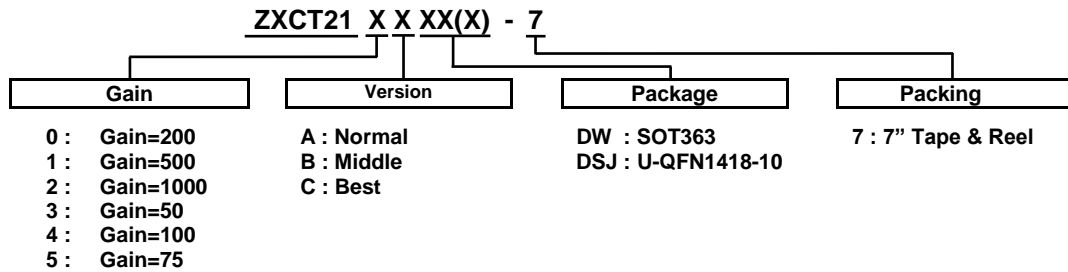 ZXCT21 X X XX(X) - 7
Gain
0 : Gain=200
1 : Gain=500
2 : Gain=1000
3 : Gain=50
4 : Gain=100
5 : Gain=75
Version
A : Normal
B : Middle
C : Best
Package
DW : SOT363
DSJ : U-QFN1418-10
Packing
7 : 7” Tape & Reel